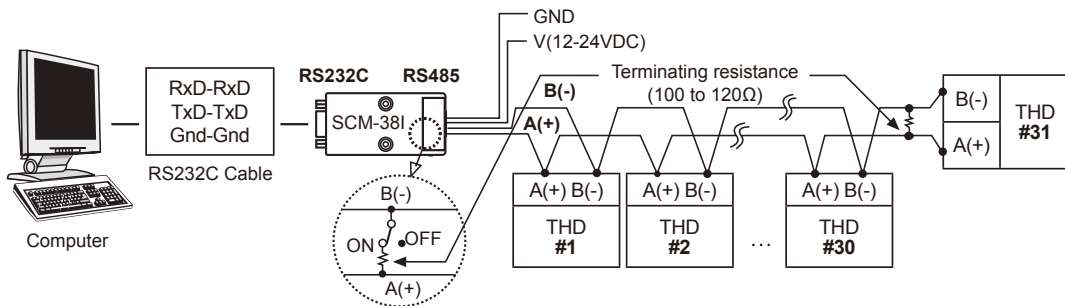 GND
V(12-24VDC)
RS232C RS485
Terminating resistance
(100 to 120Ω)
RxD-RxD
TxD-TxD
Gnd-Gnd
RS232C Cable
SCM-38I
B(-)
A(+)
Computer
B(-)
ON
OFF
A(+)
A(+) B(-)
THD
#1
A(+) B(-)
THD
#2
...
A(+) B(-)
THD
#30
B(-)
A(+)
THD
#31